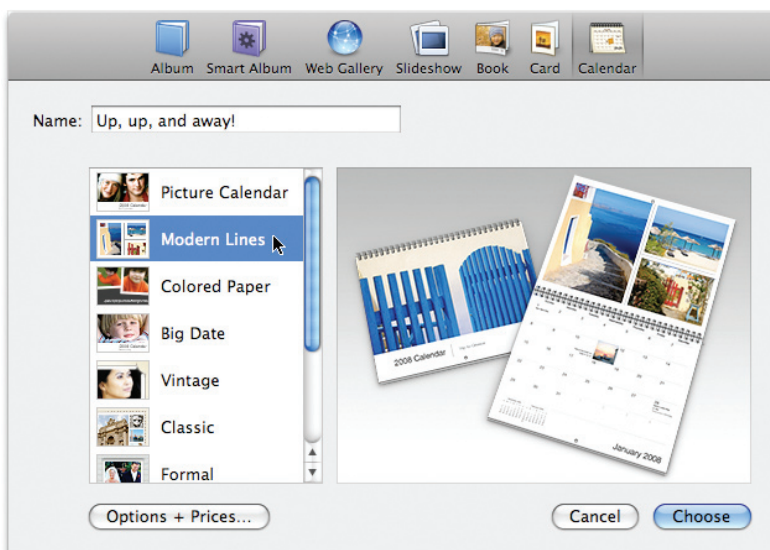 Album Smart Album Web Gallery Slideshow Book Card Calendar
Name: Up, up, and away!
Picture Calendar
Modern Lines
Colored Paper
Big Date
Vintage
Classic
Formal
2008 Calendar
January 2008
Options + Prices...
Cancel
Choose